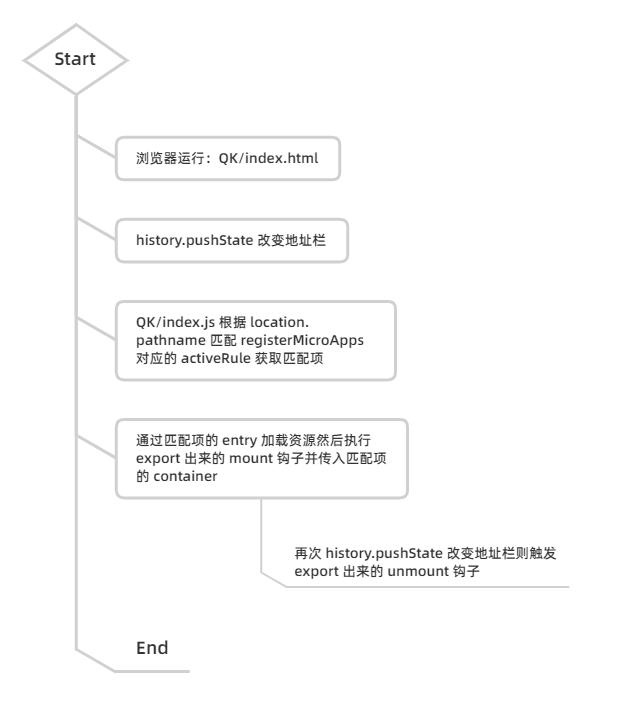 Start
浏览器运行：QK/index.html
history.pushState 改变地址栏
QK/index.js 根据 location.
pathname 匹配 registerMicroApps
对应的 activeRule 获取匹配项
通过匹配项的 entry 加载资源然后执行
export 出来的 mount 钩子并传入匹配项
的 container
再次 history.pushState 改变地址栏则触发
export 出来的 unmount 钩子
End